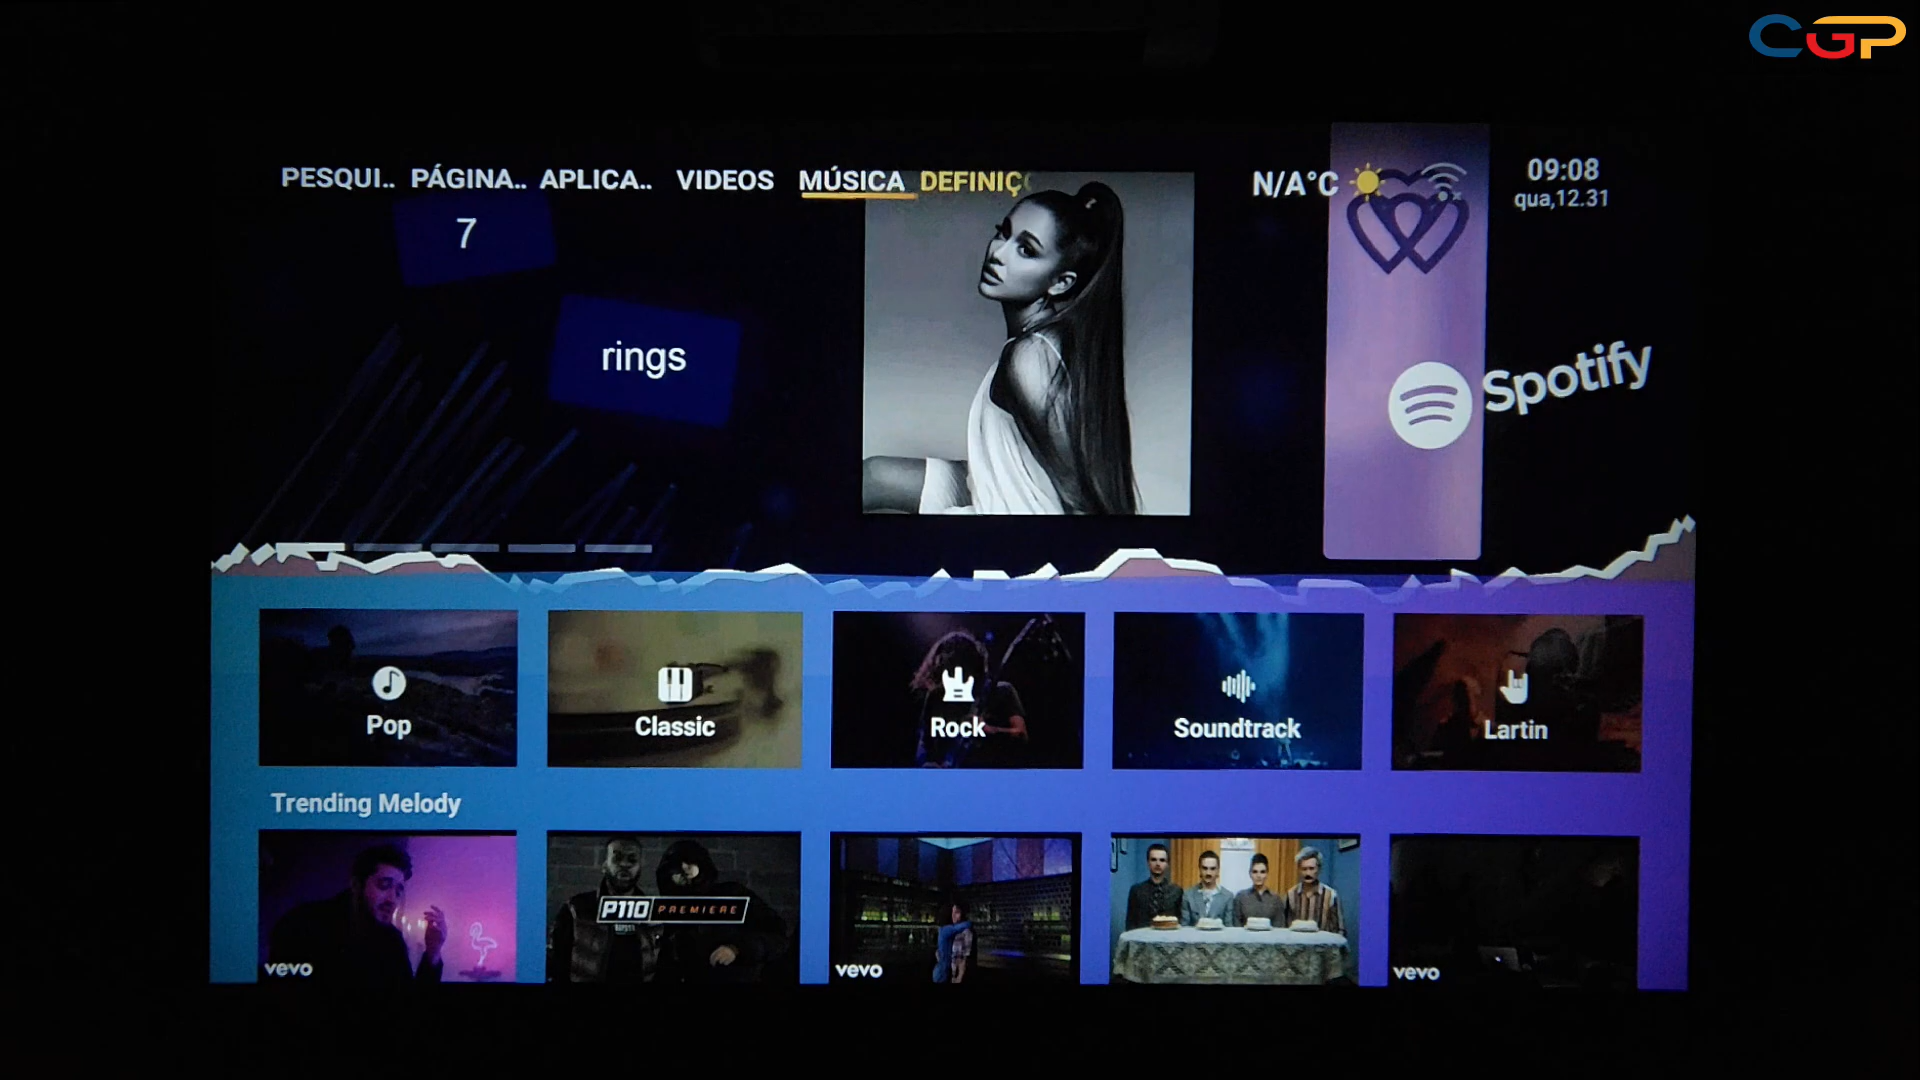 CGP
PESQUI.. PÁGINA.. APLICA.. VIDEOS MÚSICA DEFINIÇ
N/A°C
09:08
qua,12.31
7
rings
Spotify
Pop
Classic
Rock
Soundtrack
Lartin
Trending Melody
vevo
P110 PREMIERE
vevo
vevo